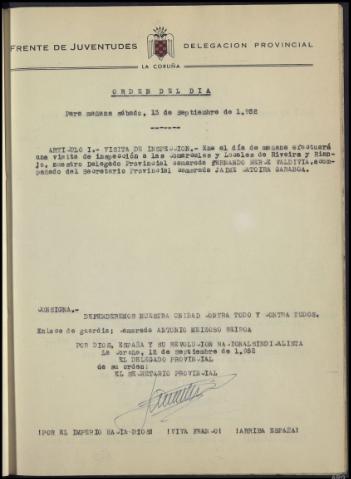 FRENTE DE JUVENTUDES DELEGACION PROVINCIAL
LA CORUÑA
ORDEN DEL DIA
Para mañana sábado, 13 de septiembre de 1.952
ARTICULO I.- VISITA DE INSPECCION.- En el día de mañana efectuará
una visita de inspección a las Comarcales y Locales de Riveira y Rian-
jo, nuestro Delegado Provincial camarada FERNANDO PEREZ VALDIVIA, acom-
pañado del Secretario Provincial camarada JAIME
CONSIGNA.-
DEFENDEREMOS NUESTRA UNIDAD CONTRA TODO Y CONTRA TODOS.
Enlace de guardia: camarada ANTONIO MEIZOSO
POR DIOS, ESPAÑA Y SU REVOLUCION NACIONALSINDICALISTA
La Coruña, 12 de septiembre de 1.952
EL DELEGADO PROVINCIAL
de su orden:
EL SECRETARIO PROVINCIAL
¡POR EL IMPERIO HACIA DIOS! ¡VIVA FRANCO! ¡ARRIBA ESPAÑA!